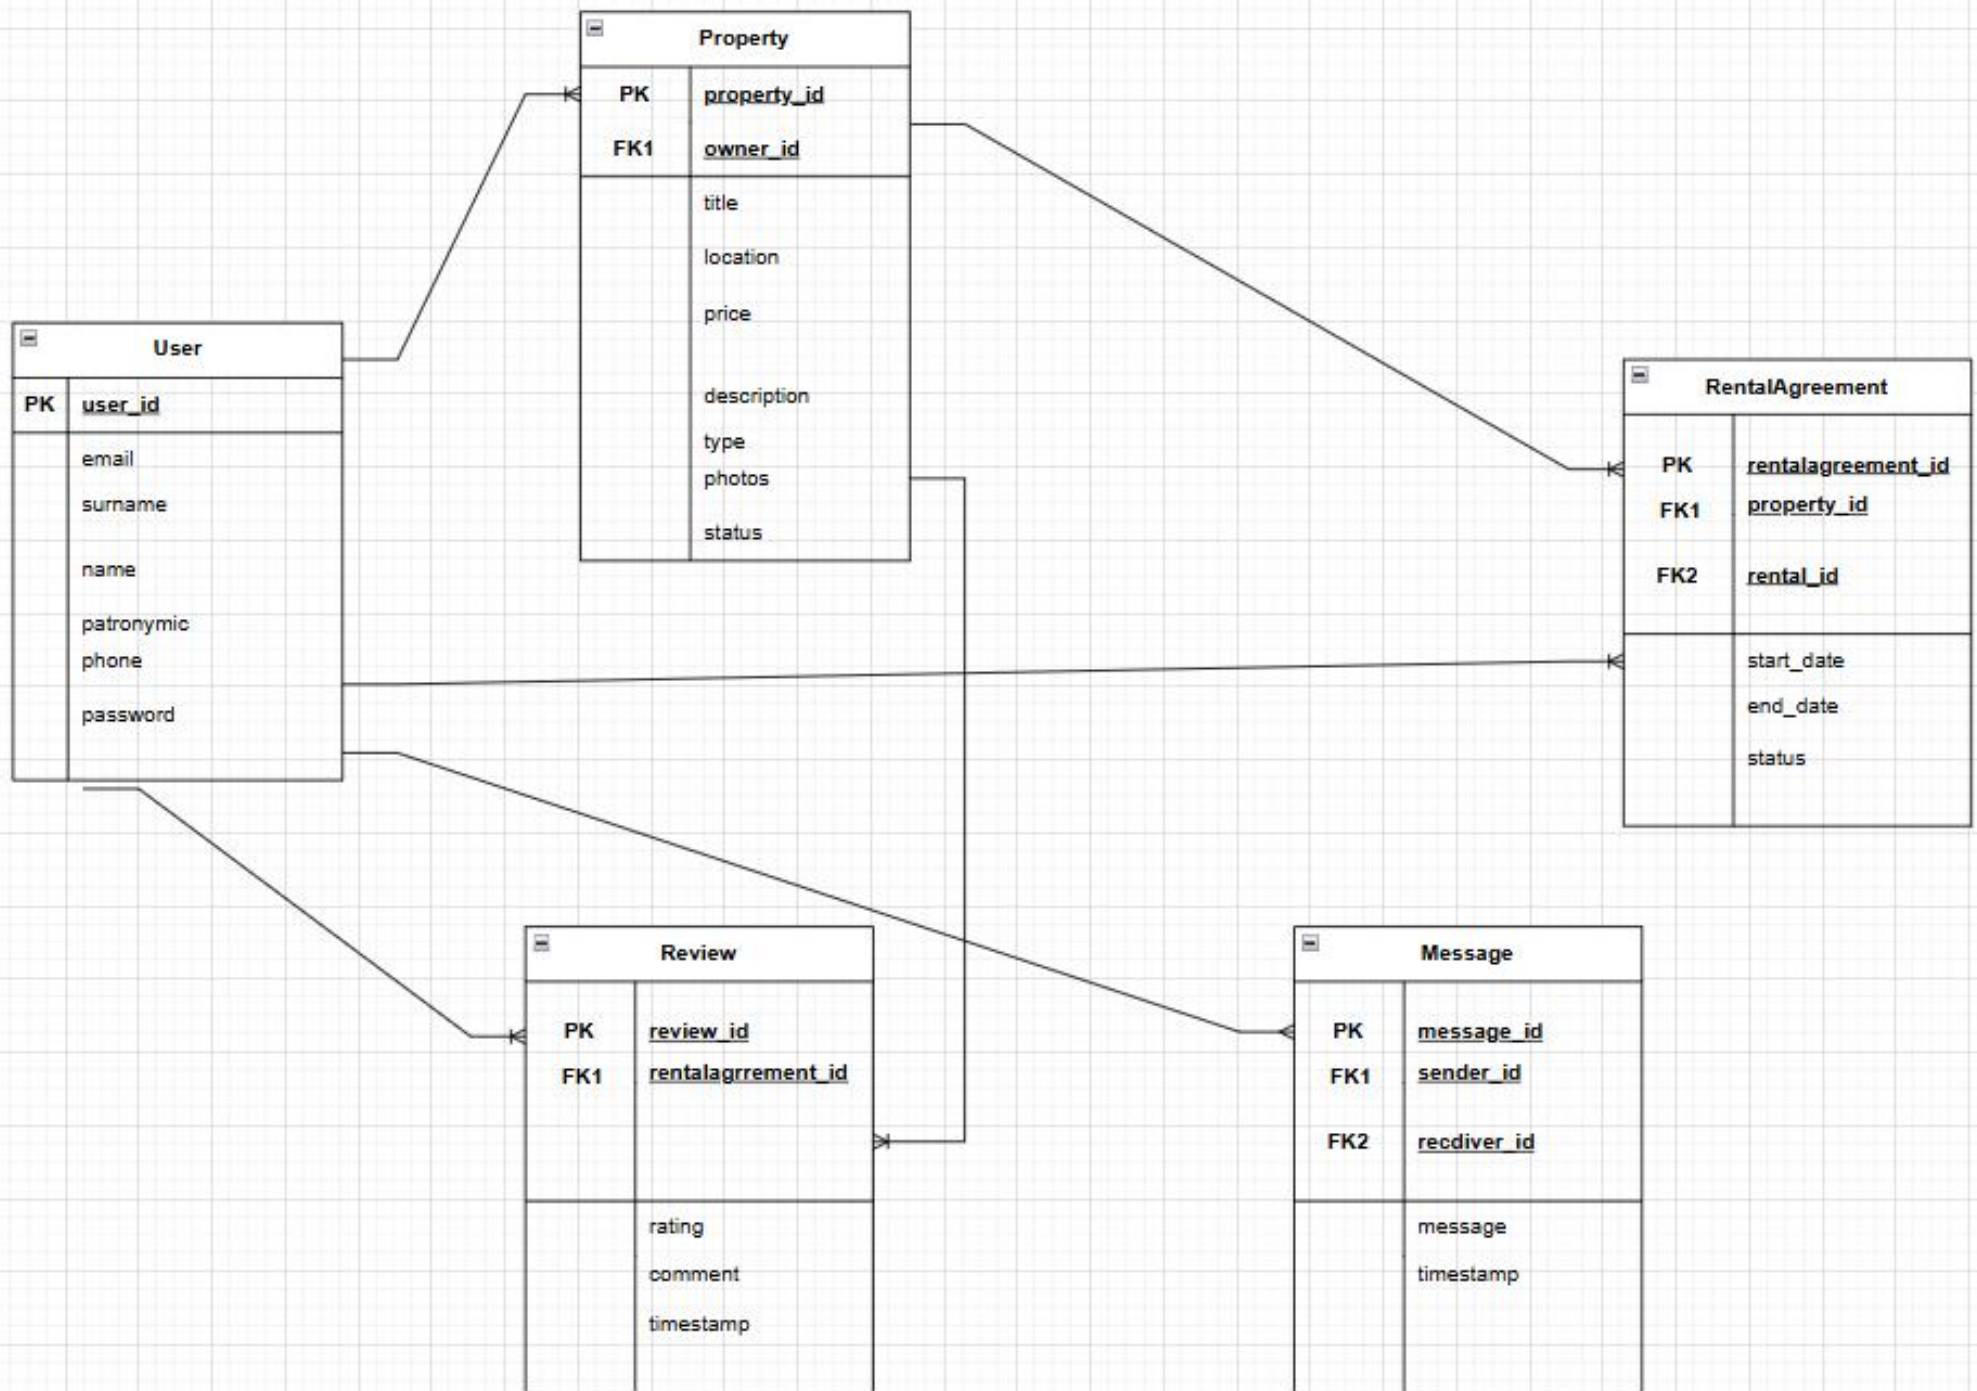 Property
PK property_id
FK1 owner_id
title
location
price
description
type
photos
status
User
PK user_id
email
surname
name
patronymic
phone
password
RentalAgreement
PK rentalagreement_id
FK1 property_id
FK2 rental_id
start_date
end_date
status
Review
PK review_id
FK1 rentalagrrement_id
rating
comment
timestamp
Message
PK message_id
FK1 sender_id
FK2 recdiver_id
message
timestamp